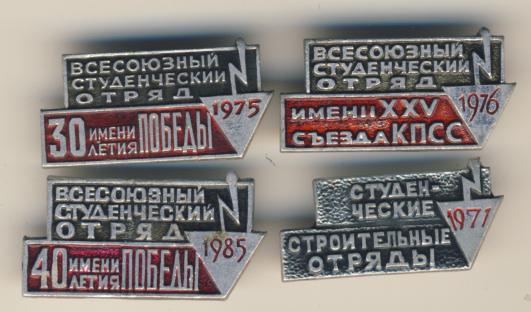 ВСЕСОЮЗНЫЙ
СТУДЕНЧЕСКИЙ
ОТРЯД
1975
30 ИМЕНИ
ЛЕТИЯ ПОБЕДЫ
ВСЕСОЮЗНЫЙ
СТУДЕНЧЕСКИЙ
ОТРЯД
1976
ИМЕНИ XXV
СЪЕЗДА КПСС
ВСЕСОЮЗНЫЙ
СТУДЕНЧЕСКИЙ
ОТРЯД
1985
40 ИМЕНИ
ЛЕТИЯ ПОБЕДЫ
СТУДЕН-
ЧЕСКИЕ
1971
СТРОИТЕЛЬНЫЕ
ОТРЯДЫ